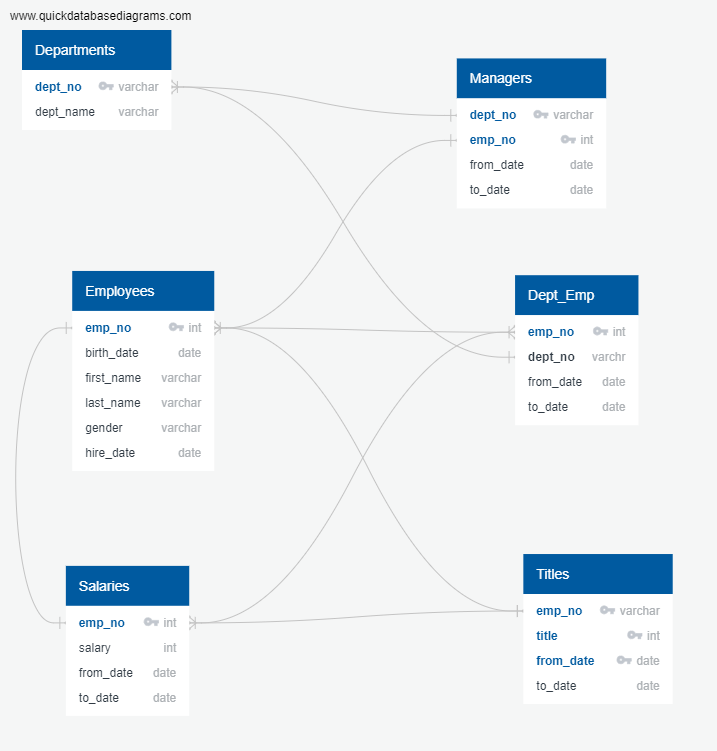 www.quickdatabasediagrams.com
Departments
dept_no varchar
dept_name varchar
Managers
dept_no varchar
emp_no int
from_date date
to_date date
Employees
emp_no int
birth_date date
first_name varchar
last_name varchar
gender varchar
hire_date date
Dept_Emp
emp_no int
dept_no varchr
from_date date
to_date date
Salaries
emp_no int
salary int
from_date date
to_date date
Titles
emp_no varchar
title int
from_date date
to_date date